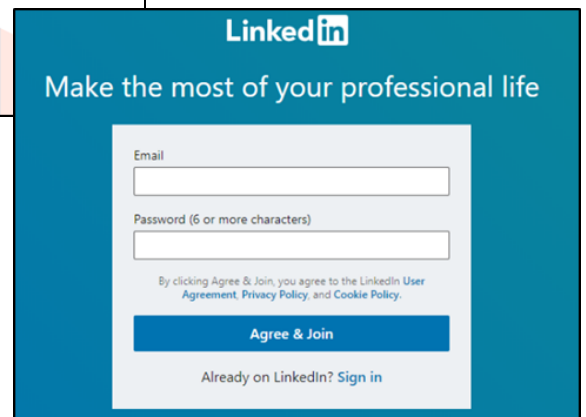 Linked in
Make the most of your professional life
Email
Password (6 or more characters)
By clicking Agree & Join, you agree to the LinkedIn User
Agreement, Privacy Policy, and Cookie Policy.
Agree & Join
Already on LinkedIn? Sign in